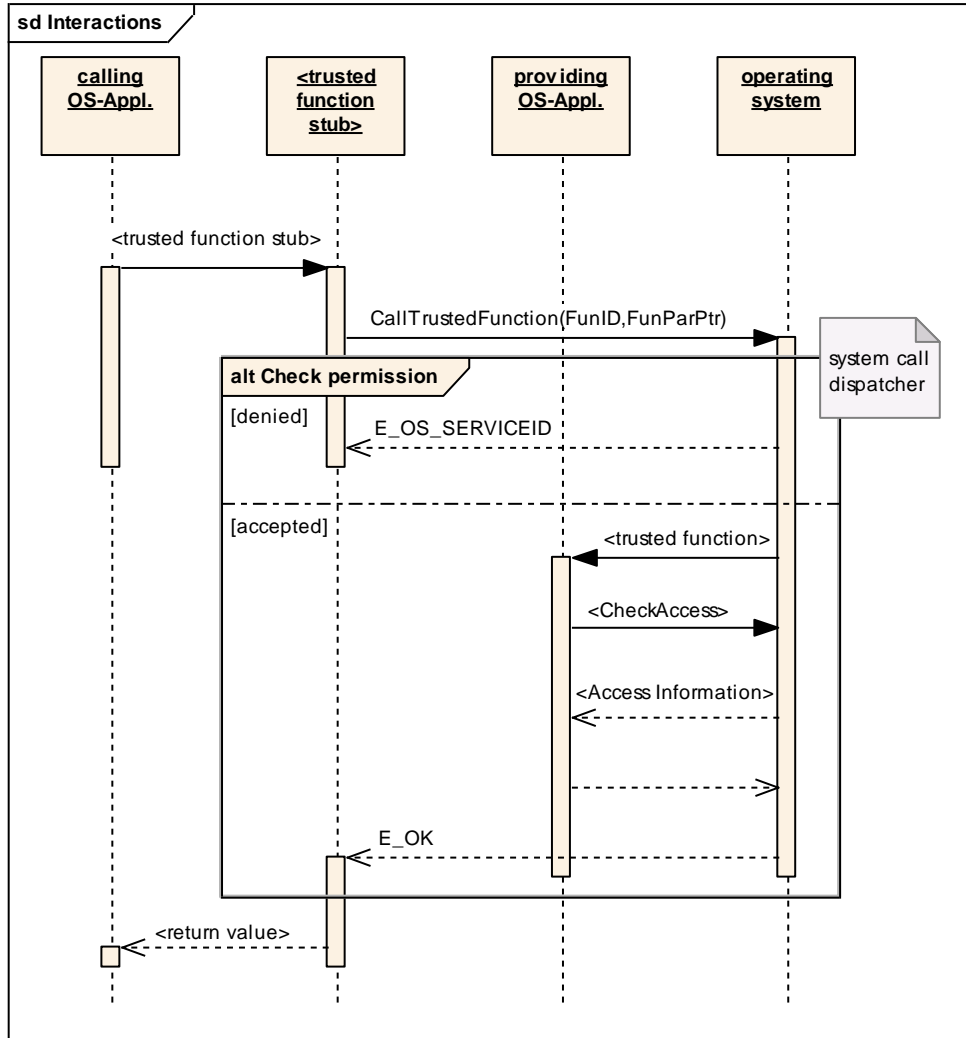 sd Interactions
calling
OS-Appl.
<trusted
function
stub>
providing
OS-Appl.
operating
system
<trusted function stub>
CallTrustedFunction(FunID,FunParPtr)
system call
dispatcher
alt Check permission
[denied]
E_OS_SERVICEID
[accepted]
<trusted function>
<CheckAccess>
<Access Information>
E_OK
<return value>